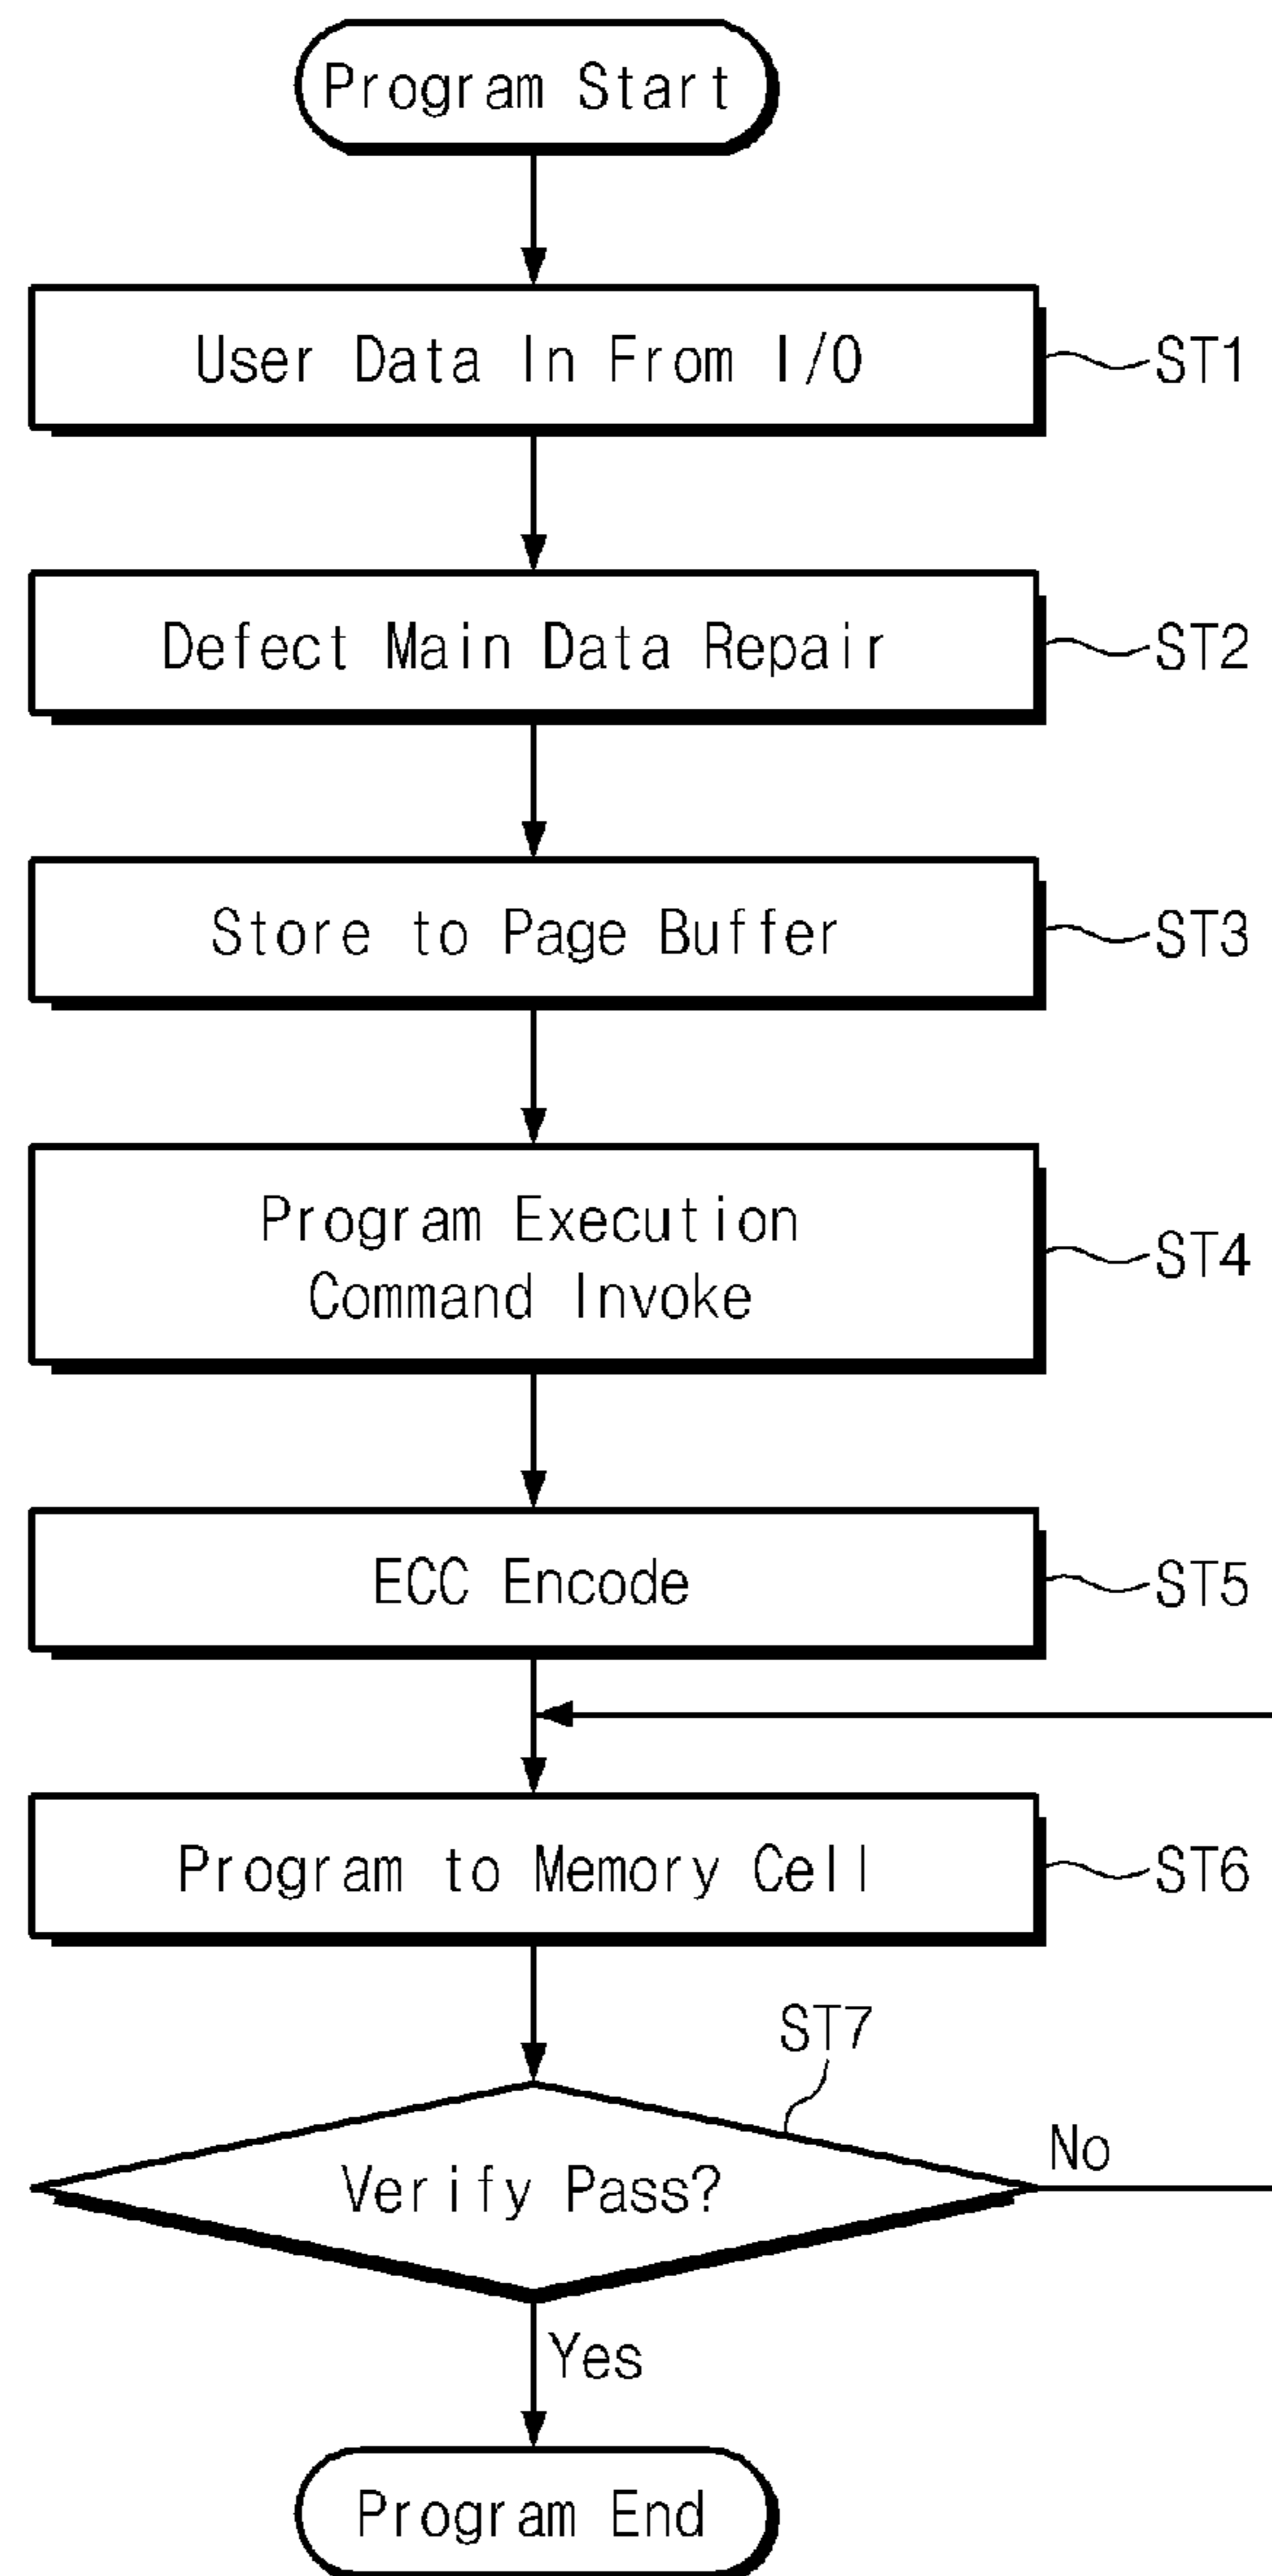 Program Start
User Data In From I/O
ST1
Defect Main Data Repair
ST2
Store to Page Buffer
ST3
Program Execution
Command Invoke
ST4
ECC Encode
ST5
Program to Memory Cell
ST6
ST7
Verify Pass?
No
Yes
Program End